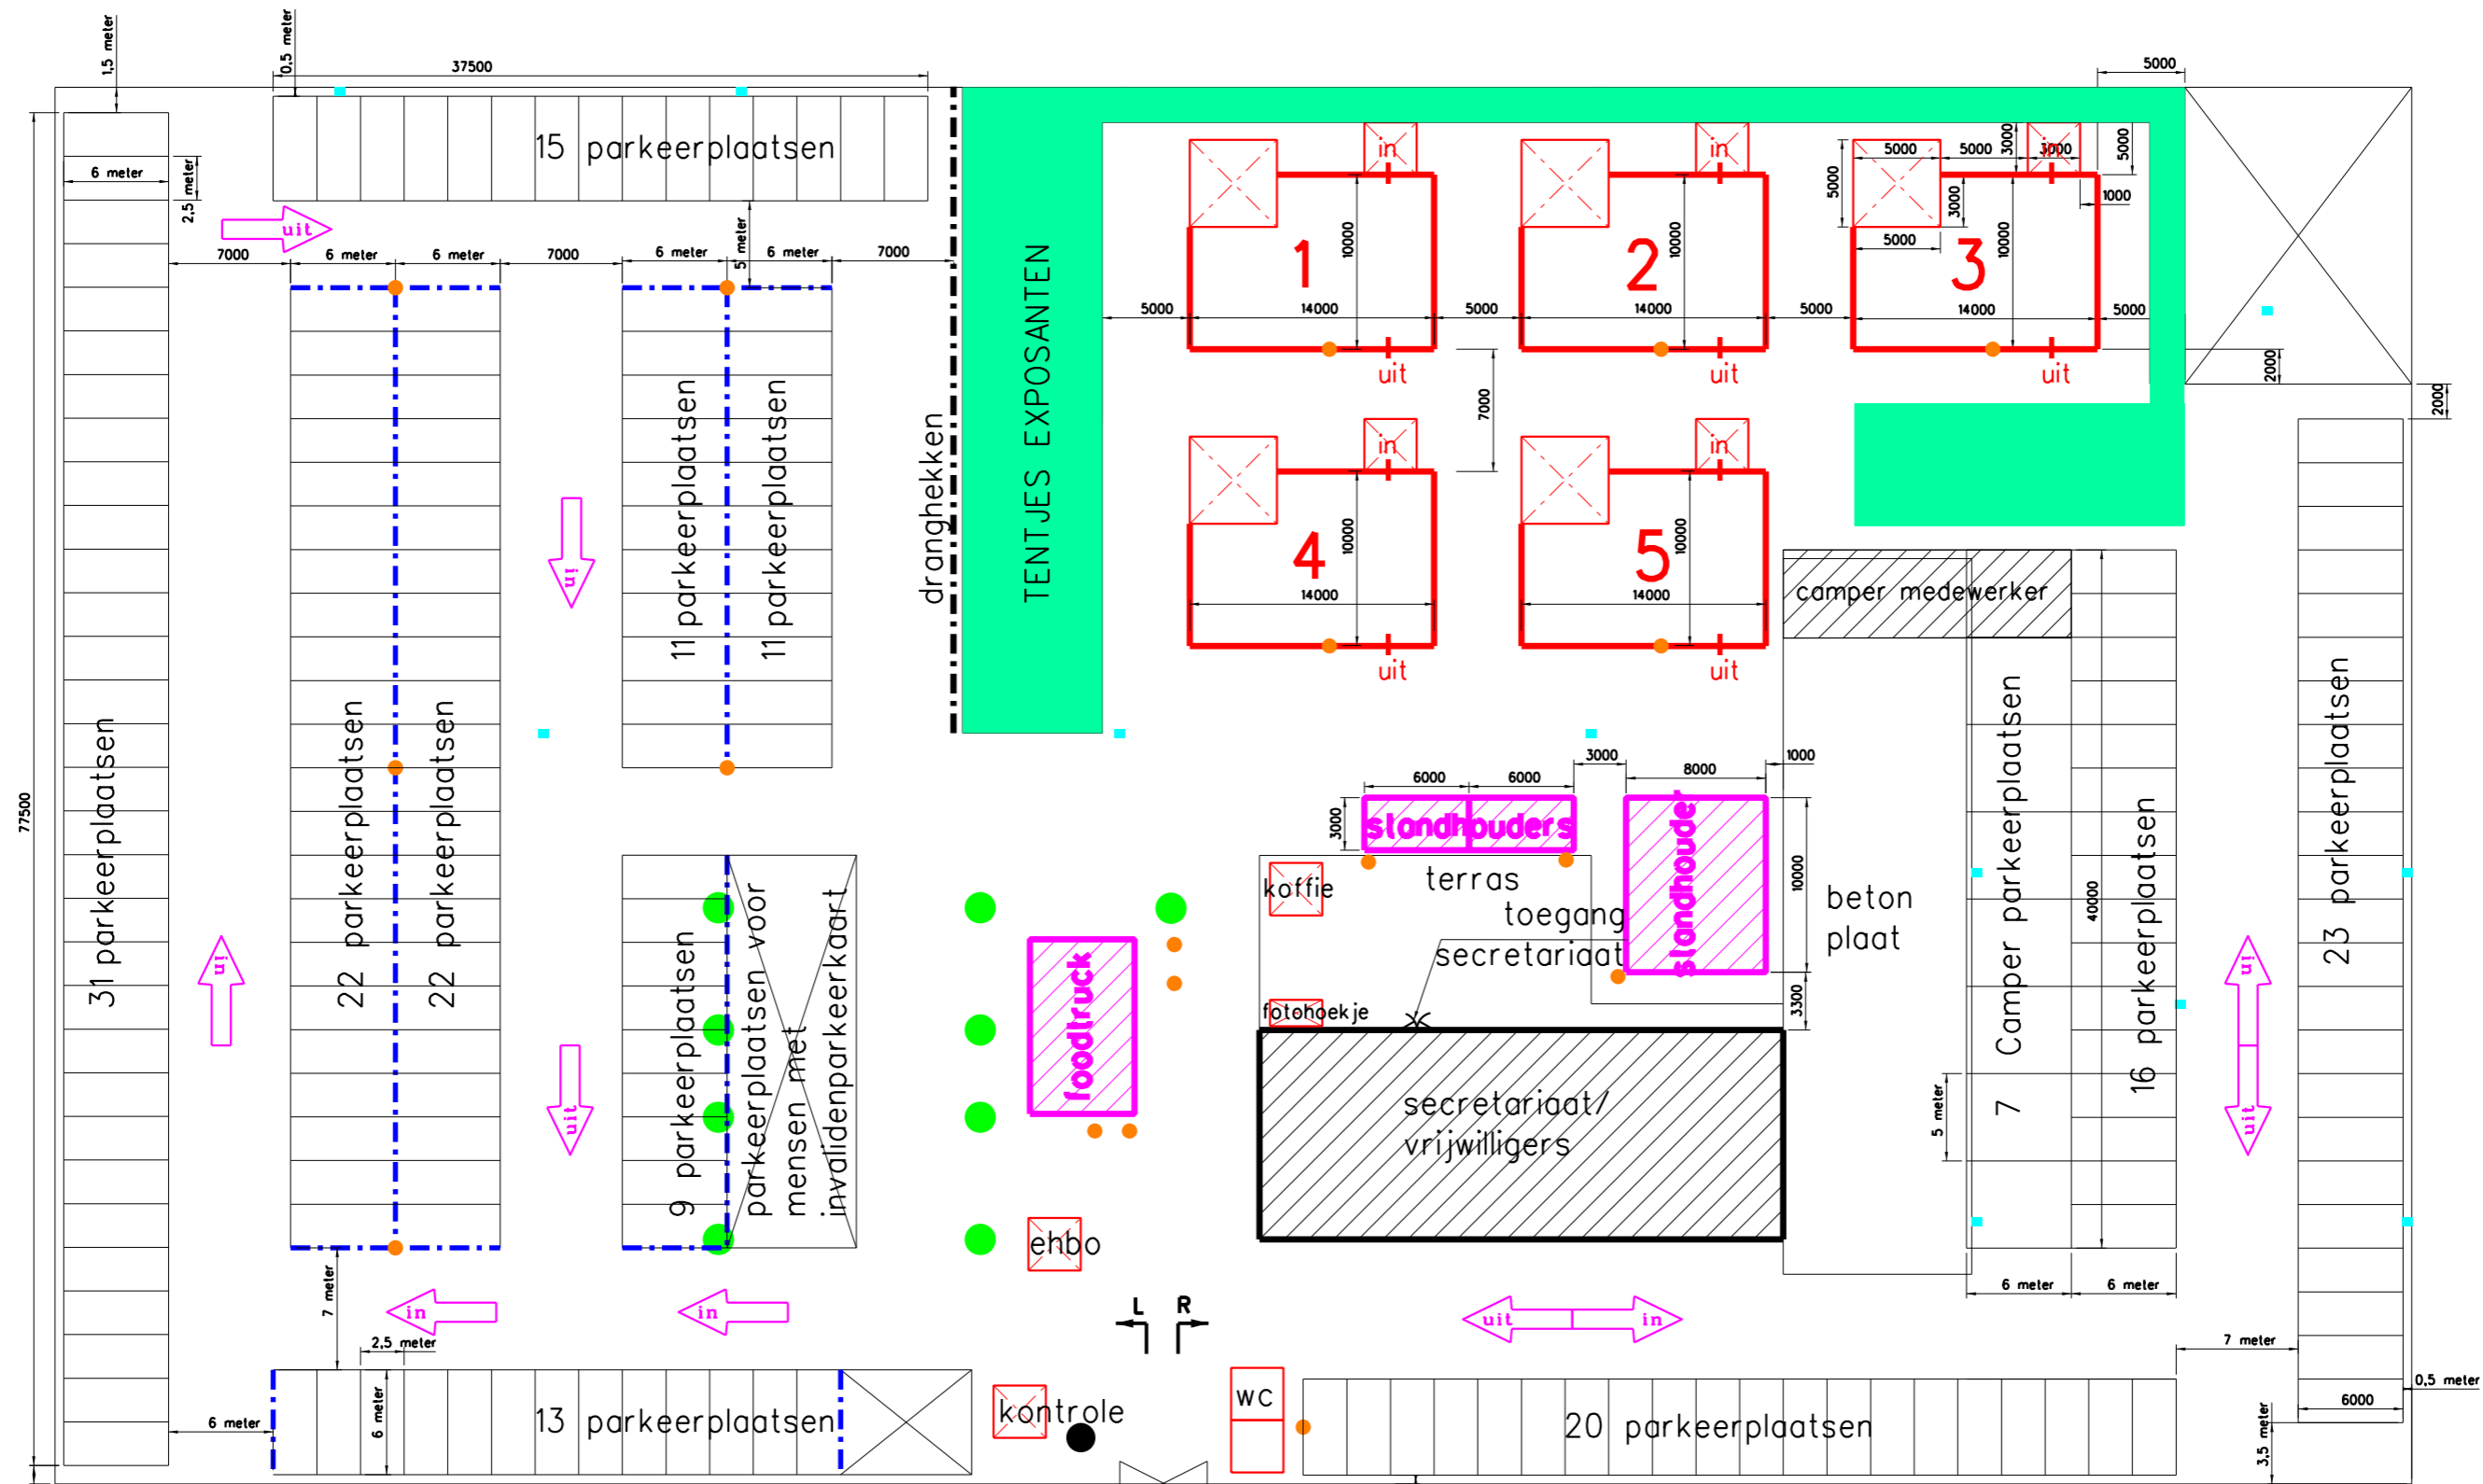 1,5 meter
0,5 meter
37500
5000
15 parkeerplaatsen
6 meter
2,5 meter
uit
7000
6 meter
6 meter
7000
6 meter
6 meter
5 meter
7000
TENTJES EXPOSANTEN
dranghekken
in
in
in
3000
5000
5000
5000
3000
5000
1000
5000
3000
5000
10000
10000
10000
1
2
3
5000
14000
5000
14000
5000
14000
5000
uit
uit
uit
2000
2000
7000
in
in
4
5
10000
10000
14000
14000
uit
uit
in
11 parkeerplaatsen
11 parkeerplaatsen
camper medewerker
31 parkeerplaatsen
22 parkeerplaatsen
22 parkeerplaatsen
77500
6000
6000
3000
8000
1000
3000
standhouders
standhouder
10000
3300
koffie
terras
toegang
secretariaat
beton
plaat
fotohoekje
secretariaat/
vrijwilligers
7 Camper parkeerplaatsen
16 parkeerplaatsen
40000
5 meter
23 parkeerplaatsen
in
uit
9 parkeerplaatsen
parkeerplaatsen voor
mensen met
invalidenparkeerkaart
foodtruck
in
uit
ehbo
6 meter
6 meter
7 meter
in
in
L
R
uit
in
2,5 meter
7 meter
0,5 meter
6 meter
6 meter
13 parkeerplaatsen
kontrole
wc
20 parkeerplaatsen
6000
3,5 meter